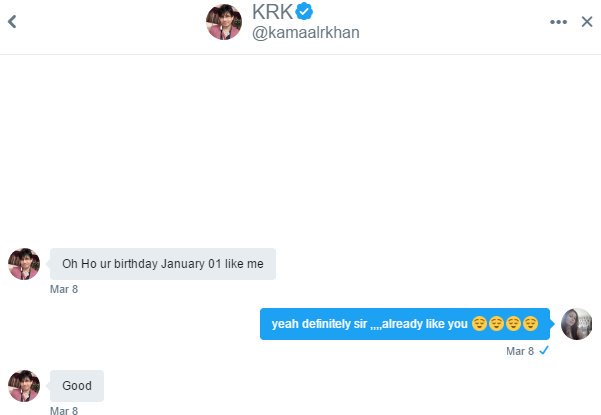 KRK
@kamaalrkhan
Oh Ho ur birthday January 01 like me
Mar 8
yeah definitely sir ,,,,already like you 😌😌😌😌
Mar 8
Good
Mar 8